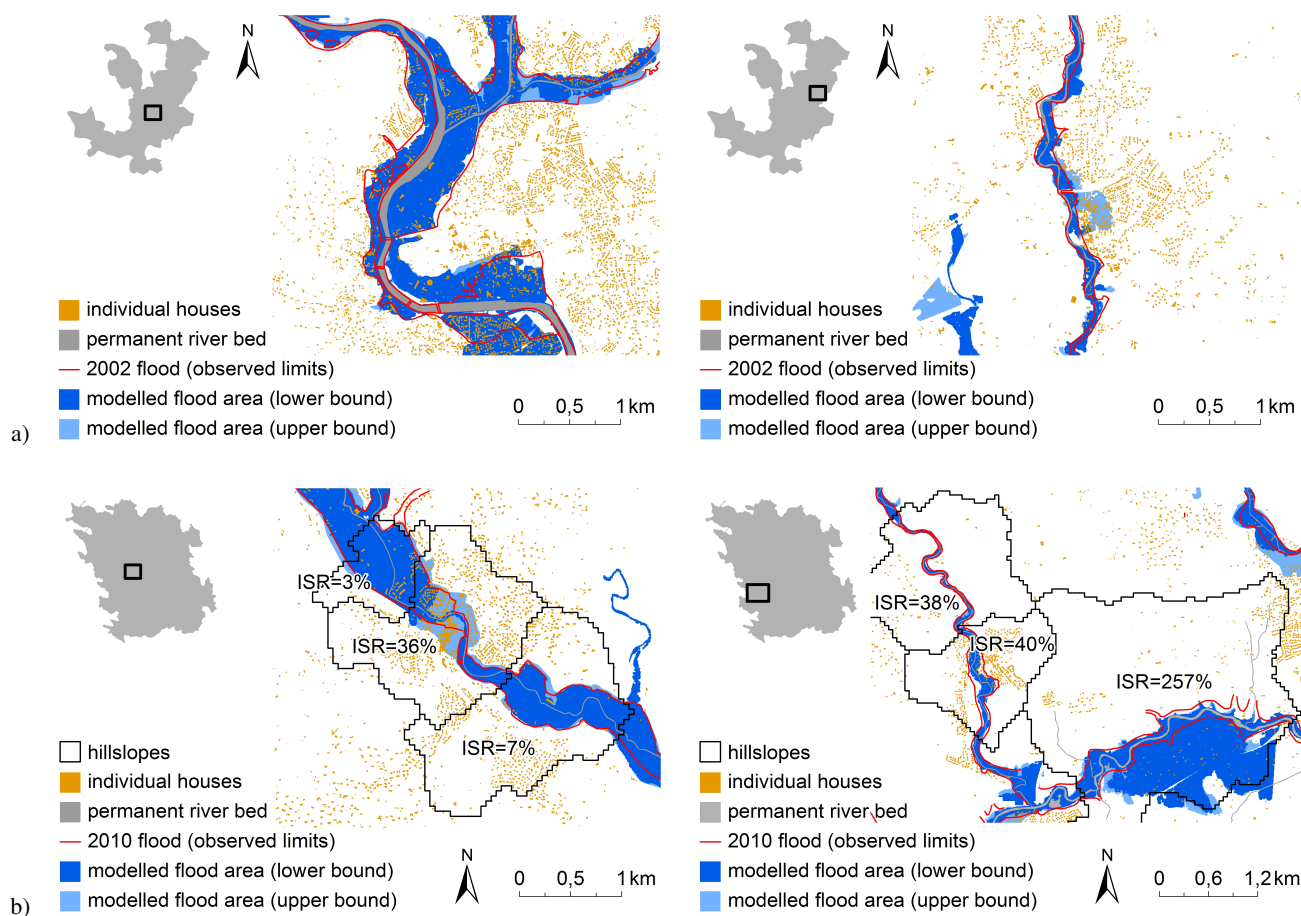 N
individual houses
permanent river bed
2002 flood (observed limits)
modelled flood area (lower bound)
modelled flood area (upper bound)
0 0,5 1 km
a)
N
individual houses
permanent river bed
2002 flood (observed limits)
modelled flood area (lower bound)
modelled flood area (upper bound)
0 0,5 1 km
ISR=3%
ISR=36%
ISR=7%
hillslopes
individual houses
permanent river bed
2010 flood (observed limits)
modelled flood area (lower bound)
modelled flood area (upper bound)
N
0 0,5 1 km
b)
ISR=38%
ISR=40%
ISR=257%
hillslopes
individual houses
permanent river bed
2010 flood (observed limits)
modelled flood area (lower bound)
modelled flood area (upper bound)
N
0 0,6 1,2 km